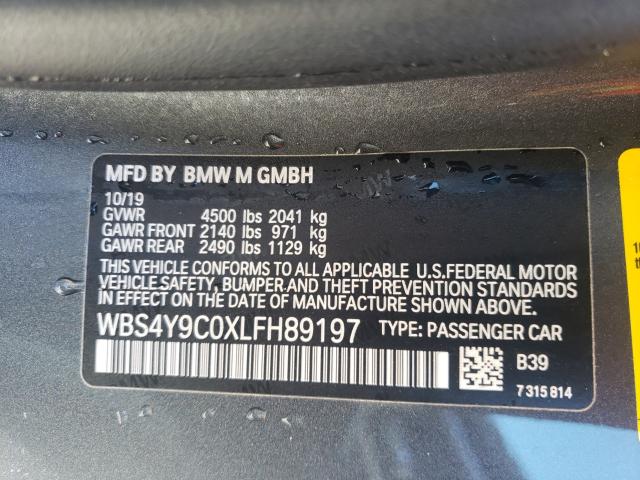 MFD BY BMW M GMBH
10/19
GVWR 4500 lbs 2041 kg
GAWR FRONT 2140 lbs 971 kg
GAWR REAR 2490 lbs 1129 kg
THIS VEHICLE CONFORMS TO ALL APPLICABLE U.S.FEDERAL MOTOR
VEHICLE SAFETY, BUMPER, AND THEFT PREVENTION STANDARDS
IN EFFECT ON THE DATE OF MANUFACTURE SHOWN ABOVE.
WBS4Y9C0XLFH89197 TYPE: PASSENGER CAR
B39
7 315 814